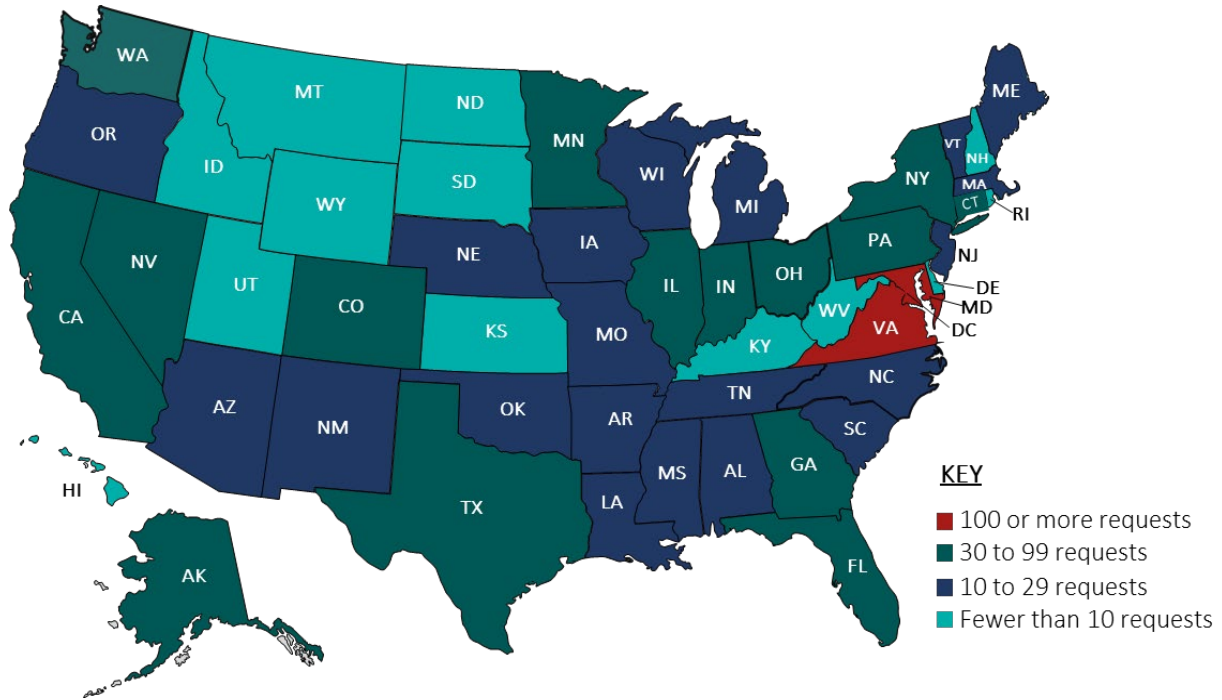 WA
MT
ND
MN
ME
OR
ID
SD
WI
VT
NH
WY
MI
NY
MA
CT
RI
NE
IA
PA
NJ
NV
UT
CO
IL
IN
OH
DE
MD
DC
CA
KS
MO
WV
VA
KY
AZ
NM
OK
AR
TN
NC
SC
MS
AL
GA
LA
TX
HI
AK
FL
KEY
100 or more requests
30 to 99 requests
10 to 29 requests
Fewer than 10 requests